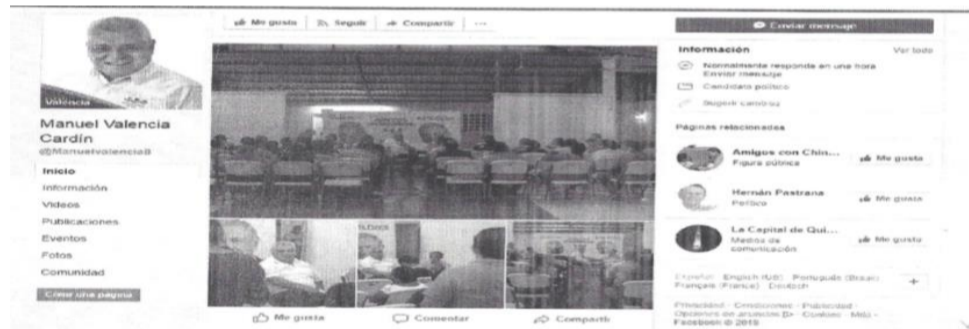 Me gusta Seguir Compartir ...
Valencia
Manuel Valencia
Cardín
@Manuelvalencia8
Inicio
Información
Videos
Publicaciones
Eventos
Fotos
Comunidad
Crear una página
Me gusta Comentar Compartir
Enviar mensaje
Información Ver todo
Normalmente responde en una hora
Enviar mensaje
Candidato político
Sugerir cambios
Páginas relacionadas
Amigos con Chin...
Figura pública
Me gusta
Hernán Pastrana
Político
Me gusta
La Capital de Qui...
Medios de
comunicación
Me gusta
Español English (US) Português (Brasil)
Français (France) Deutsch
Privacidad Condiciones Publicidad
Opciones de anuncios Cookies Más
Facebook © 2019